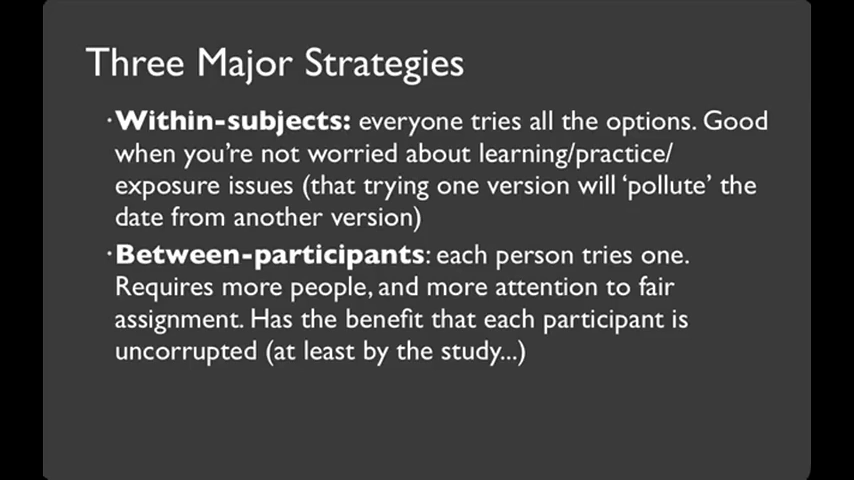 Three Major Strategies
·Within-subjects: everyone tries all the options. Good
when you're not worried about learning/practice/
exposure issues (that trying one version will ‘pollute’ the
date from another version)
·Between-participants: each person tries one.
Requires more people, and more attention to fair
assignment. Has the benefit that each participant is
uncorrupted (at least by the study...)